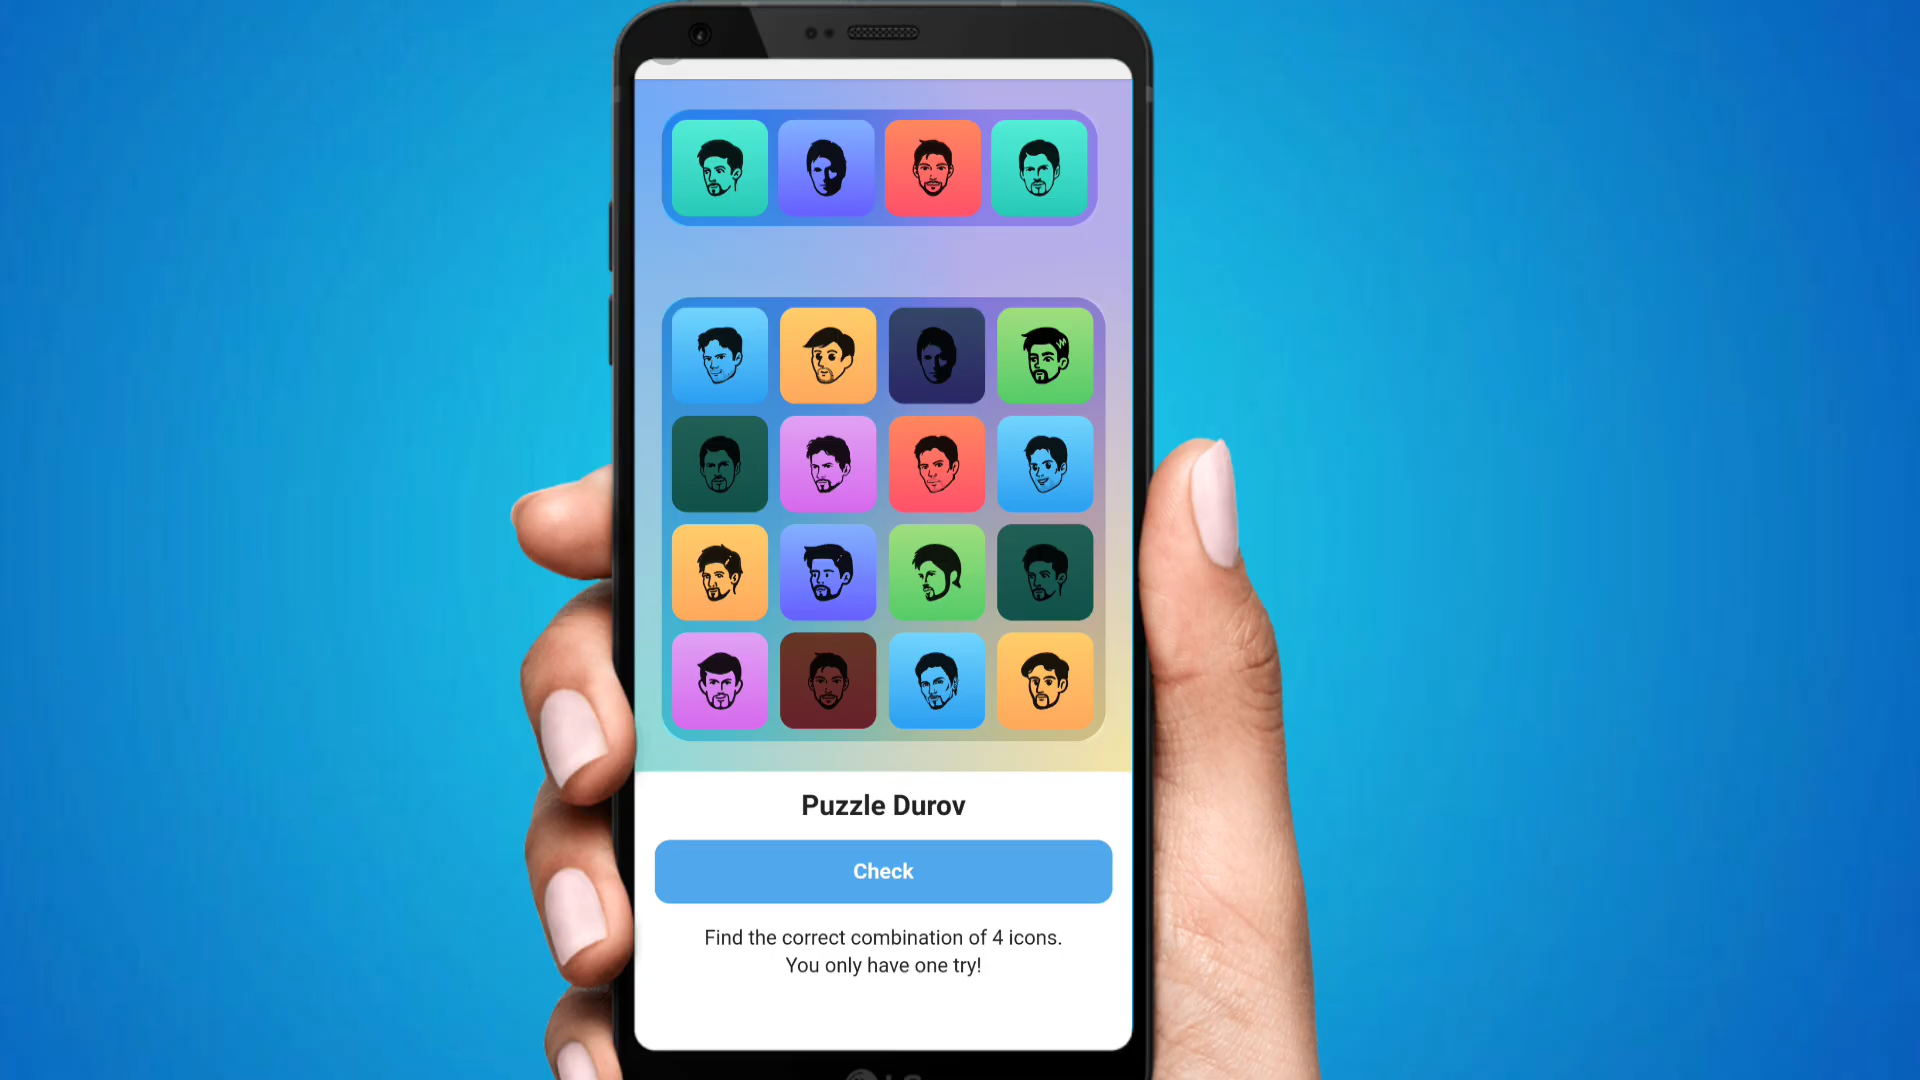 Puzzle Durov
Check
Find the correct combination of 4 icons.
You only have one try!